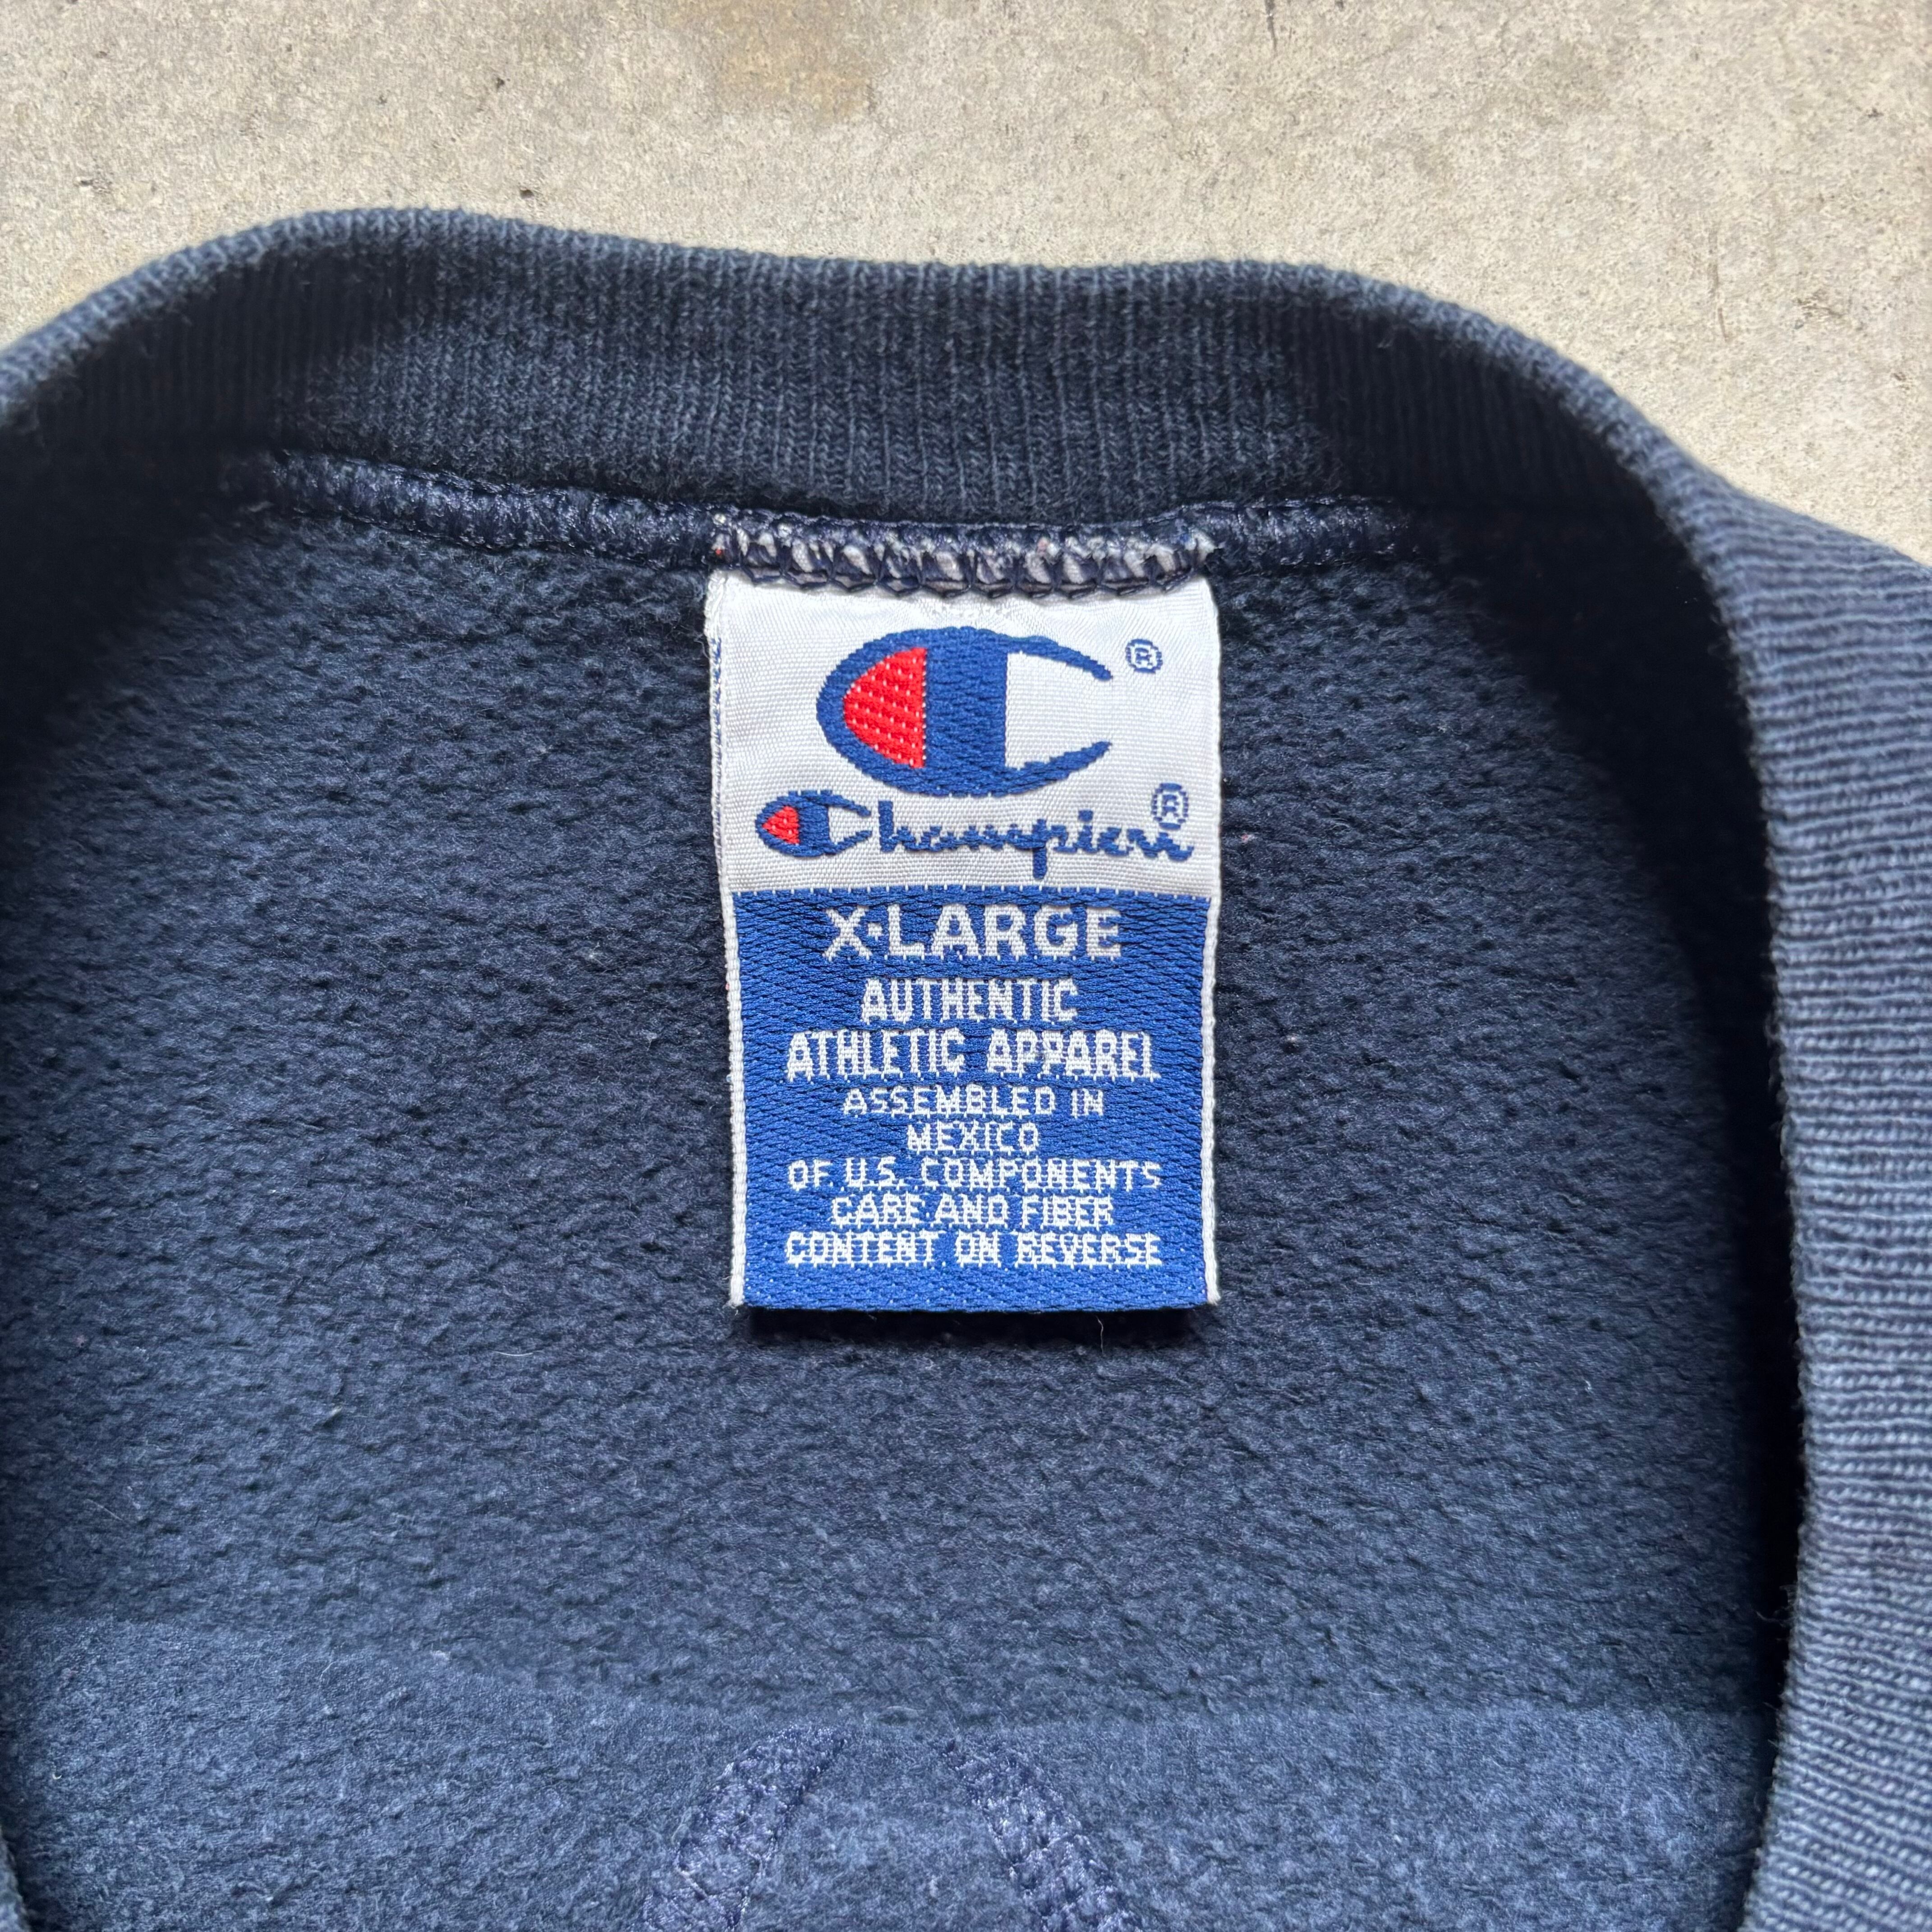 ®
Champion®
X-LARGE
AUTHENTIC
ATHLETIC APPAREL
ASSEMBLED IN
MEXICO
OF U.S. COMPONENTS
CARE AND FIBER
CONTENT ON REVERSE